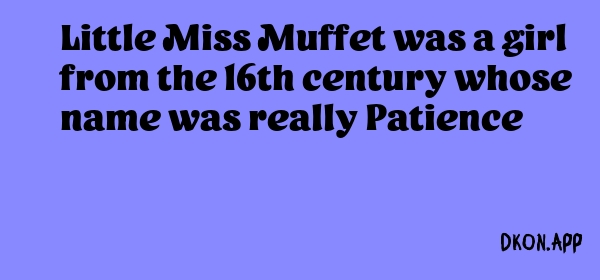 Little Miss Muffet was a girl
from the 16th century whose
name was really Patience
DKON.APP